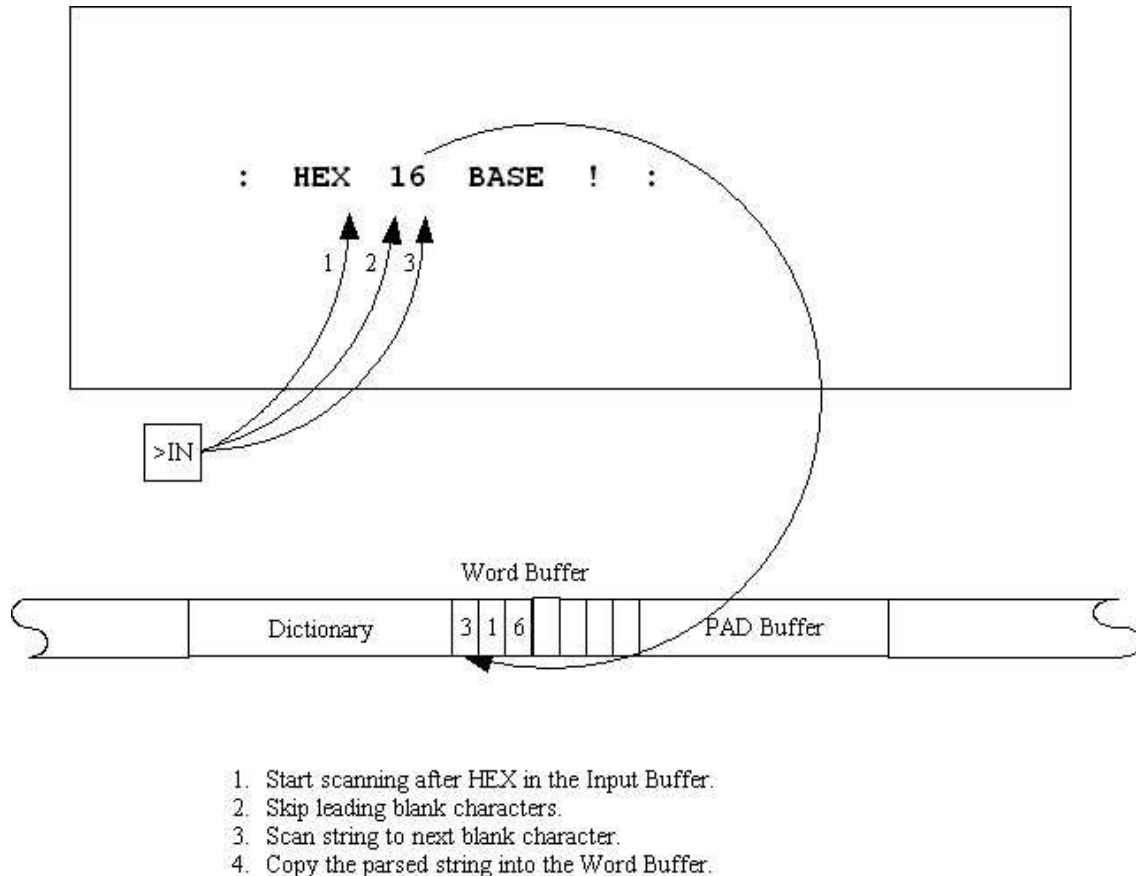 : HEX 16 BASE ! :
1 2 3
>IN
Word Buffer
Dictionary 3 1 6 PAD Buffer
1. Start scanning after HEX in the Input Buffer.
2. Skip leading blank characters.
3. Scan string to next blank character.
4. Copy the parsed string into the Word Buffer.